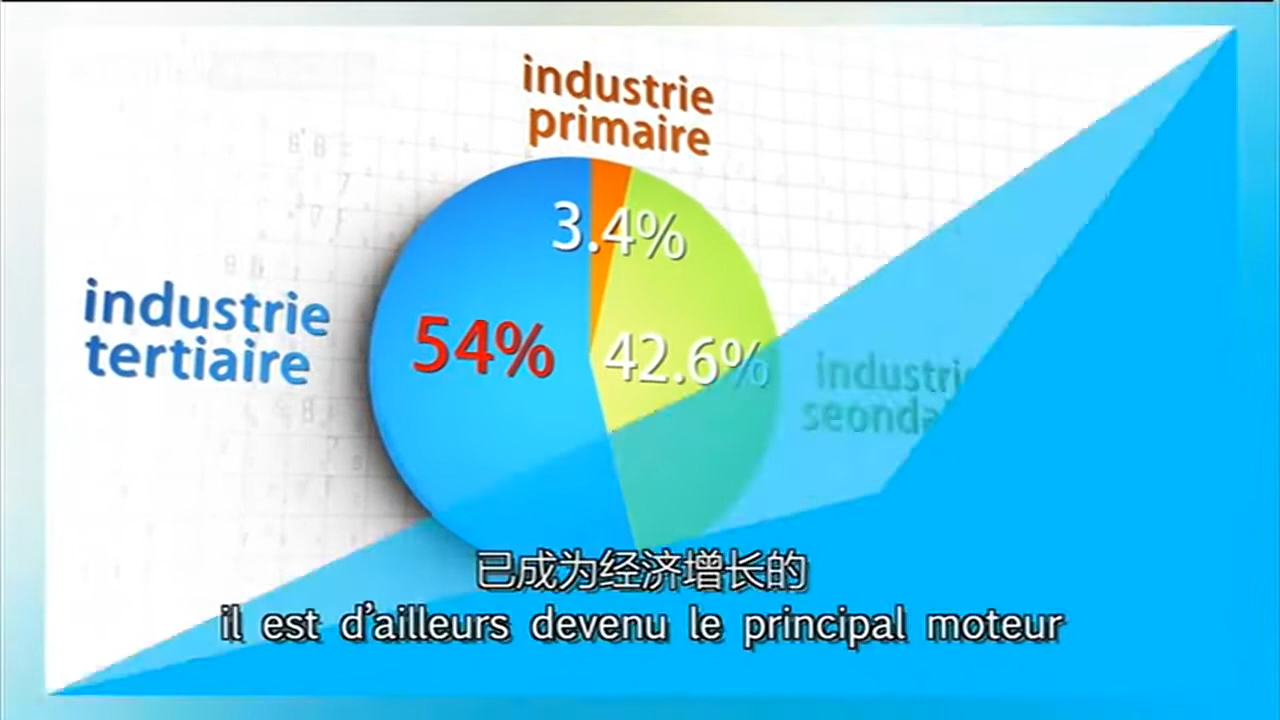 industrie
primaire
3.4%
industrie
tertiaire
54%
42.6%
已成为经济增长的
il est d'ailleurs devenu le principal moteur